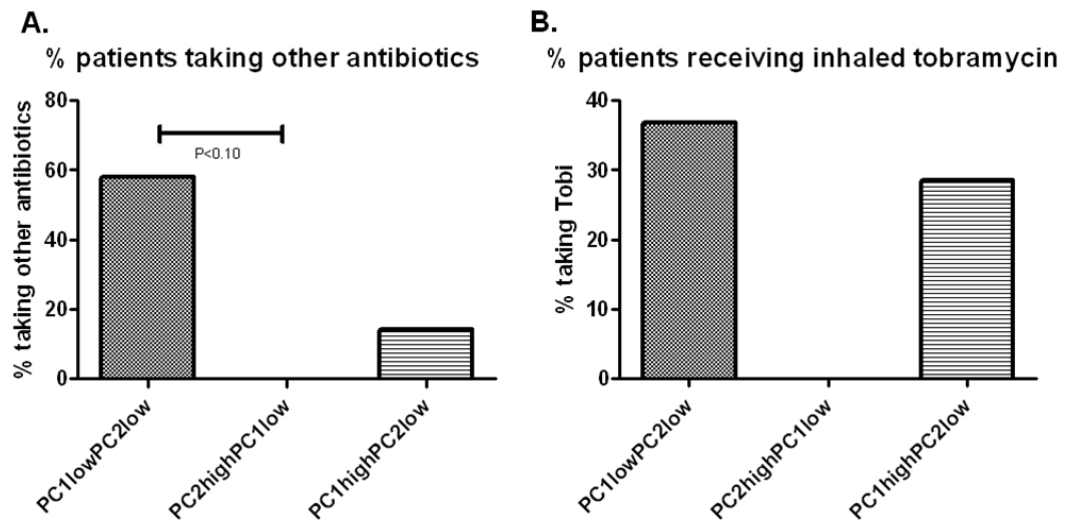 A.
% patients taking other antibiotics
% taking other antibiotics
80
60
40
20
0
P<0.10
PC1lowPC2low
PC2highPC1low
PC1highPC2low
B.
% patients receiving inhaled tobramycin
% taking Tobi
40
30
20
10
0
PC1lowPC2low
PC2highPC1low
PC1highPC2low